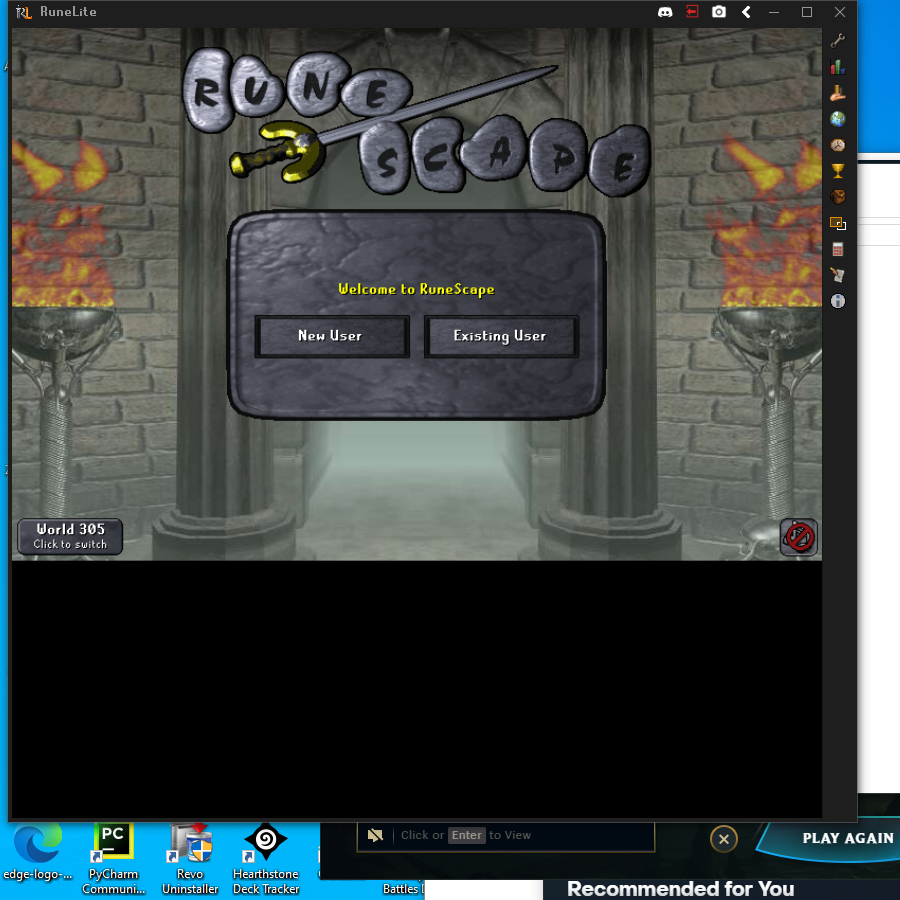 RuneLite
RUNE
SCAPE
Welcome to RuneScape
New User
Existing User
World 305
Click to switch
Click or Enter to View
PLAY AGAIN
PC
edge-logo-...
PyCharm
Communi...
Revo
Uninstaller
Hearthstone
Deck Tracker
Battles
Recommended for You